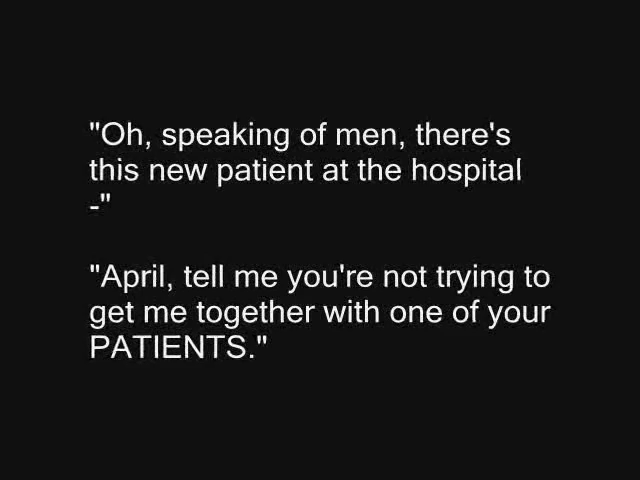 "Oh, speaking of men, there's
this new patient at the hospital
-"
"April, tell me you're not trying to
get me together with one of your
PATIENTS."